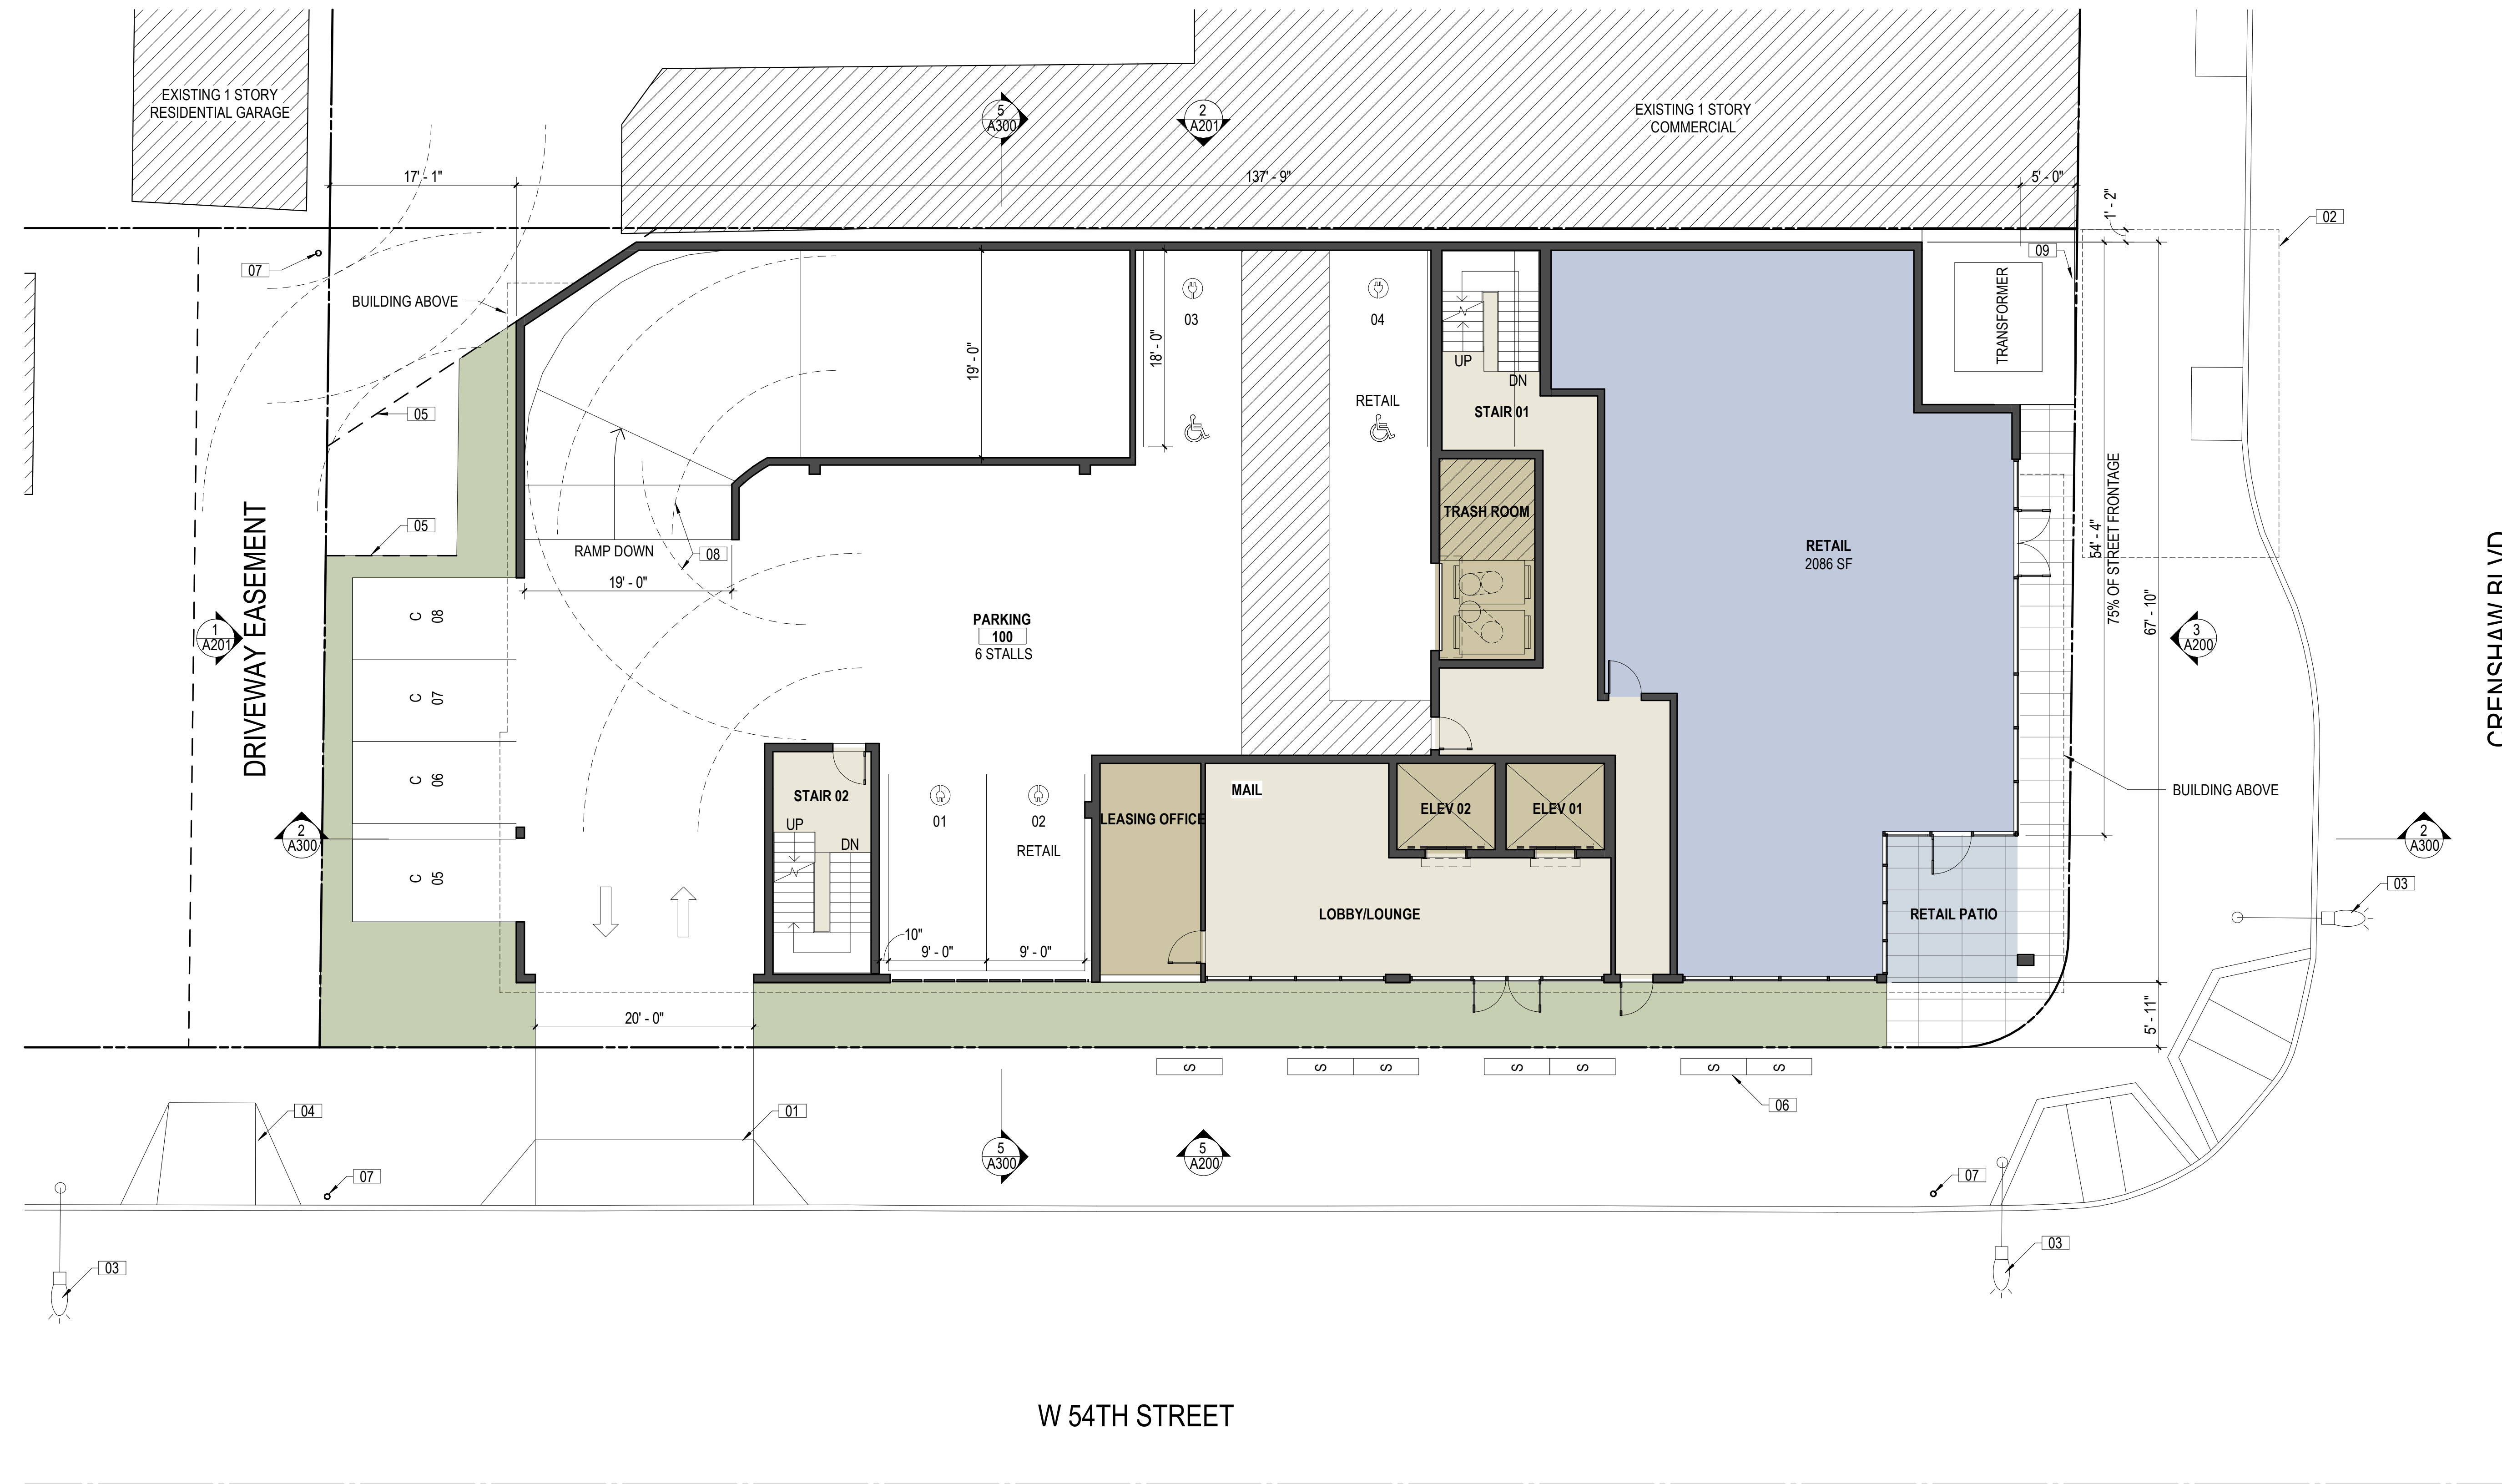 EXISTING 1 STORY
RESIDENTIAL GARAGE
5
A300
2
A201
EXISTING 1 STORY
COMMERCIAL
17' - 1"
137' - 9"
5' - 0"
1' - 2"
02
07
09
BUILDING ABOVE
TRANSFORMER
03
04
19' - 0"
18' - 0"
UP
DN
RETAIL
STAIR 01
05
TRASH ROOM
05
DRIVEWAY EASEMENT
RAMP DOWN
08
19' - 0"
RETAIL
2086 SF
54' - 4"
75% OF STREET FRONTAGE
67' - 10"
CRENSHAW BLVD
C 08
1
A201
PARKING
100
6 STALLS
3
A200
C 07
C 06
STAIR 02
UP
DN
01
02
RETAIL
LEASING OFFICE
MAIL
ELEV 02
ELEV 01
BUILDING ABOVE
2
A300
2
A300
C 05
03
LOBBY/LOUNGE
RETAIL PATIO
10"
9' - 0"
9' - 0"
20' - 0"
5' - 11"
S
S
S
S
S
S
S
06
04
01
5
A300
5
A200
07
07
03
03
W 54TH STREET